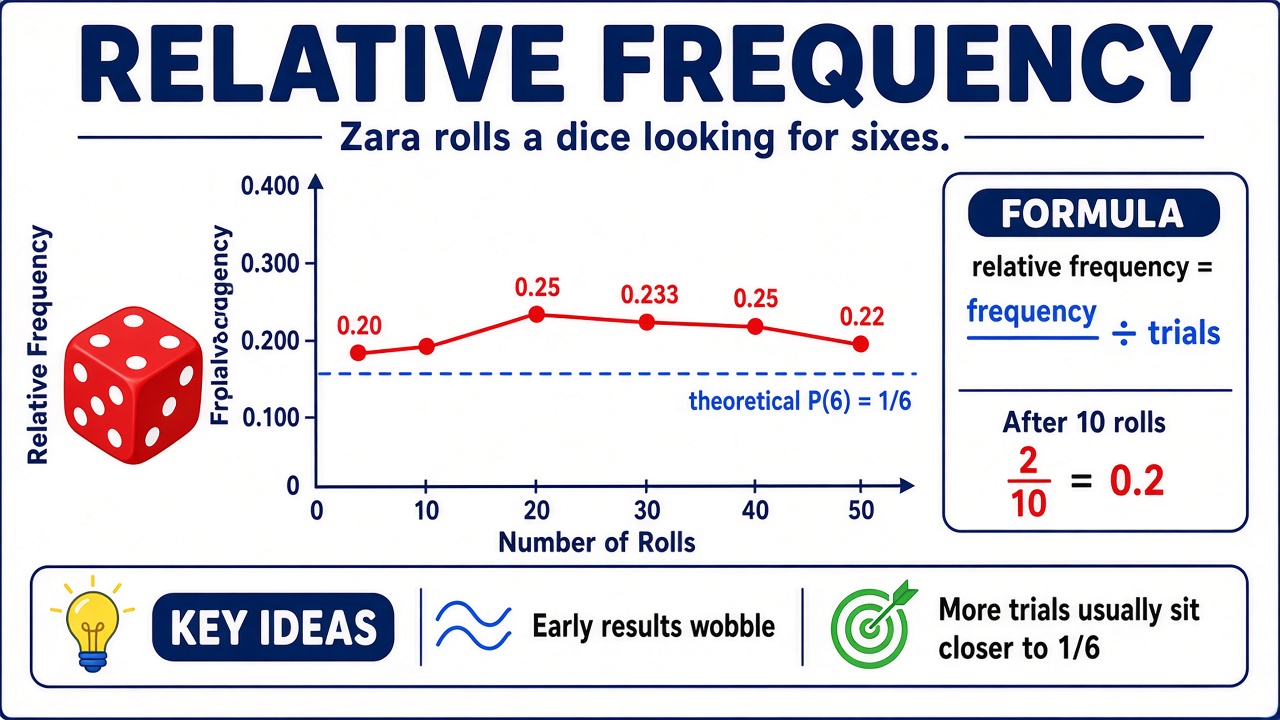 RELATIVE FREQUENCY
Zara rolls a dice looking for sixes.
Relative Frequency
0.400
0.300
0.200
0.100
0
0.20
0.25
0.233
0.25
0.22
theoretical P(6) = 1/6
0 10 20 30 40 50
Number of Rolls
FORMULA
relative frequency =
frequency
÷ trials
After 10 rolls
2
10
= 0.2
KEY IDEAS
Early results wobble
More trials usually sit
closer to 1/6